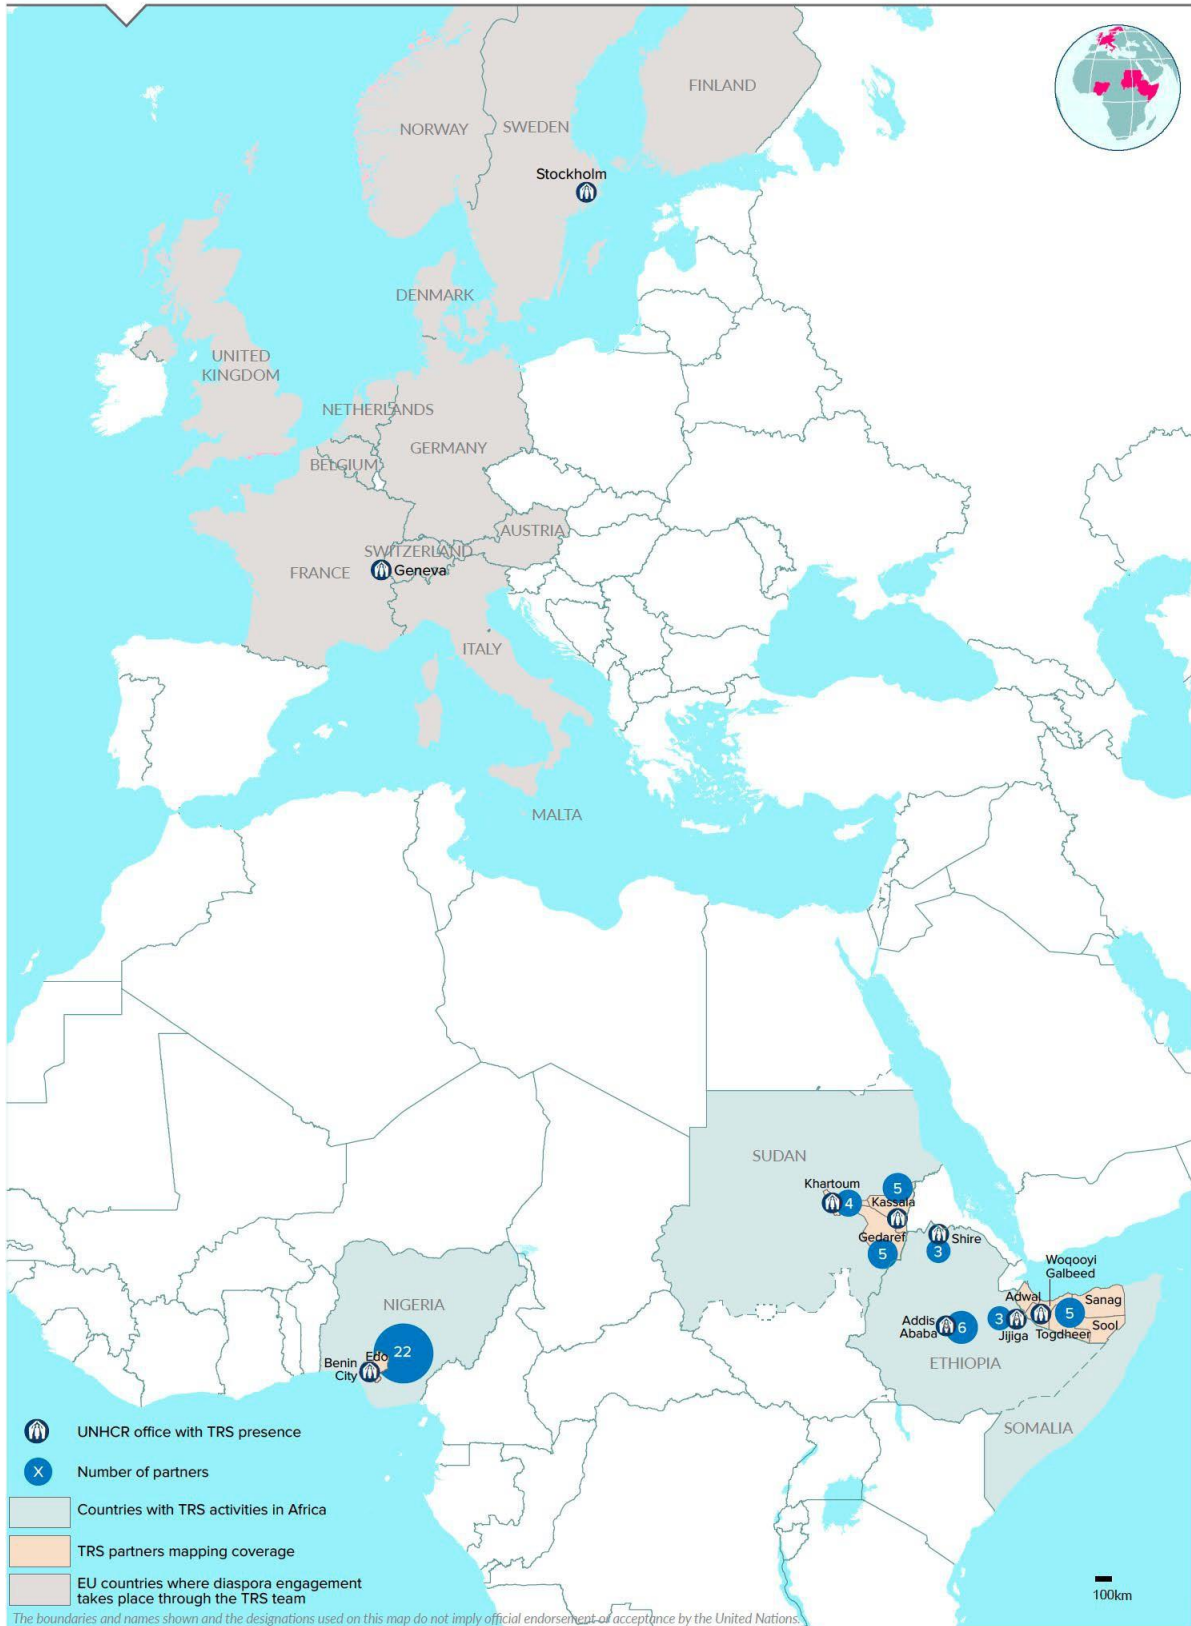 FINLAND
NORWAY
SWEDEN
Stockholm
DENMARK
UNITED
KINGDOM
NETHERLANDS
GERMANY
BELGIUM
AUSTRIA
SWITZERLAND
FRANCE
Geneva
ITALY
MALTA
SUDAN
Khartoum
4
5
Kassala
Gedaref
5
Shire
3
Woqooyi
Galbeed
Adwal
Sanag
5
Sool
Togdheer
3
Jijiga
Addis
Ababa
6
ETHIOPIA
SOMALIA
NIGERIA
22
Edo
Benin
City
UNHCR office with TRS presence
X
Number of partners
Countries with TRS activities in Africa
TRS partners mapping coverage
EU countries where diaspora engagement
takes place through the TRS team
100km
The boundaries and names shown and the designations used on this map do not imply official endorsement or acceptance by the United Nations.